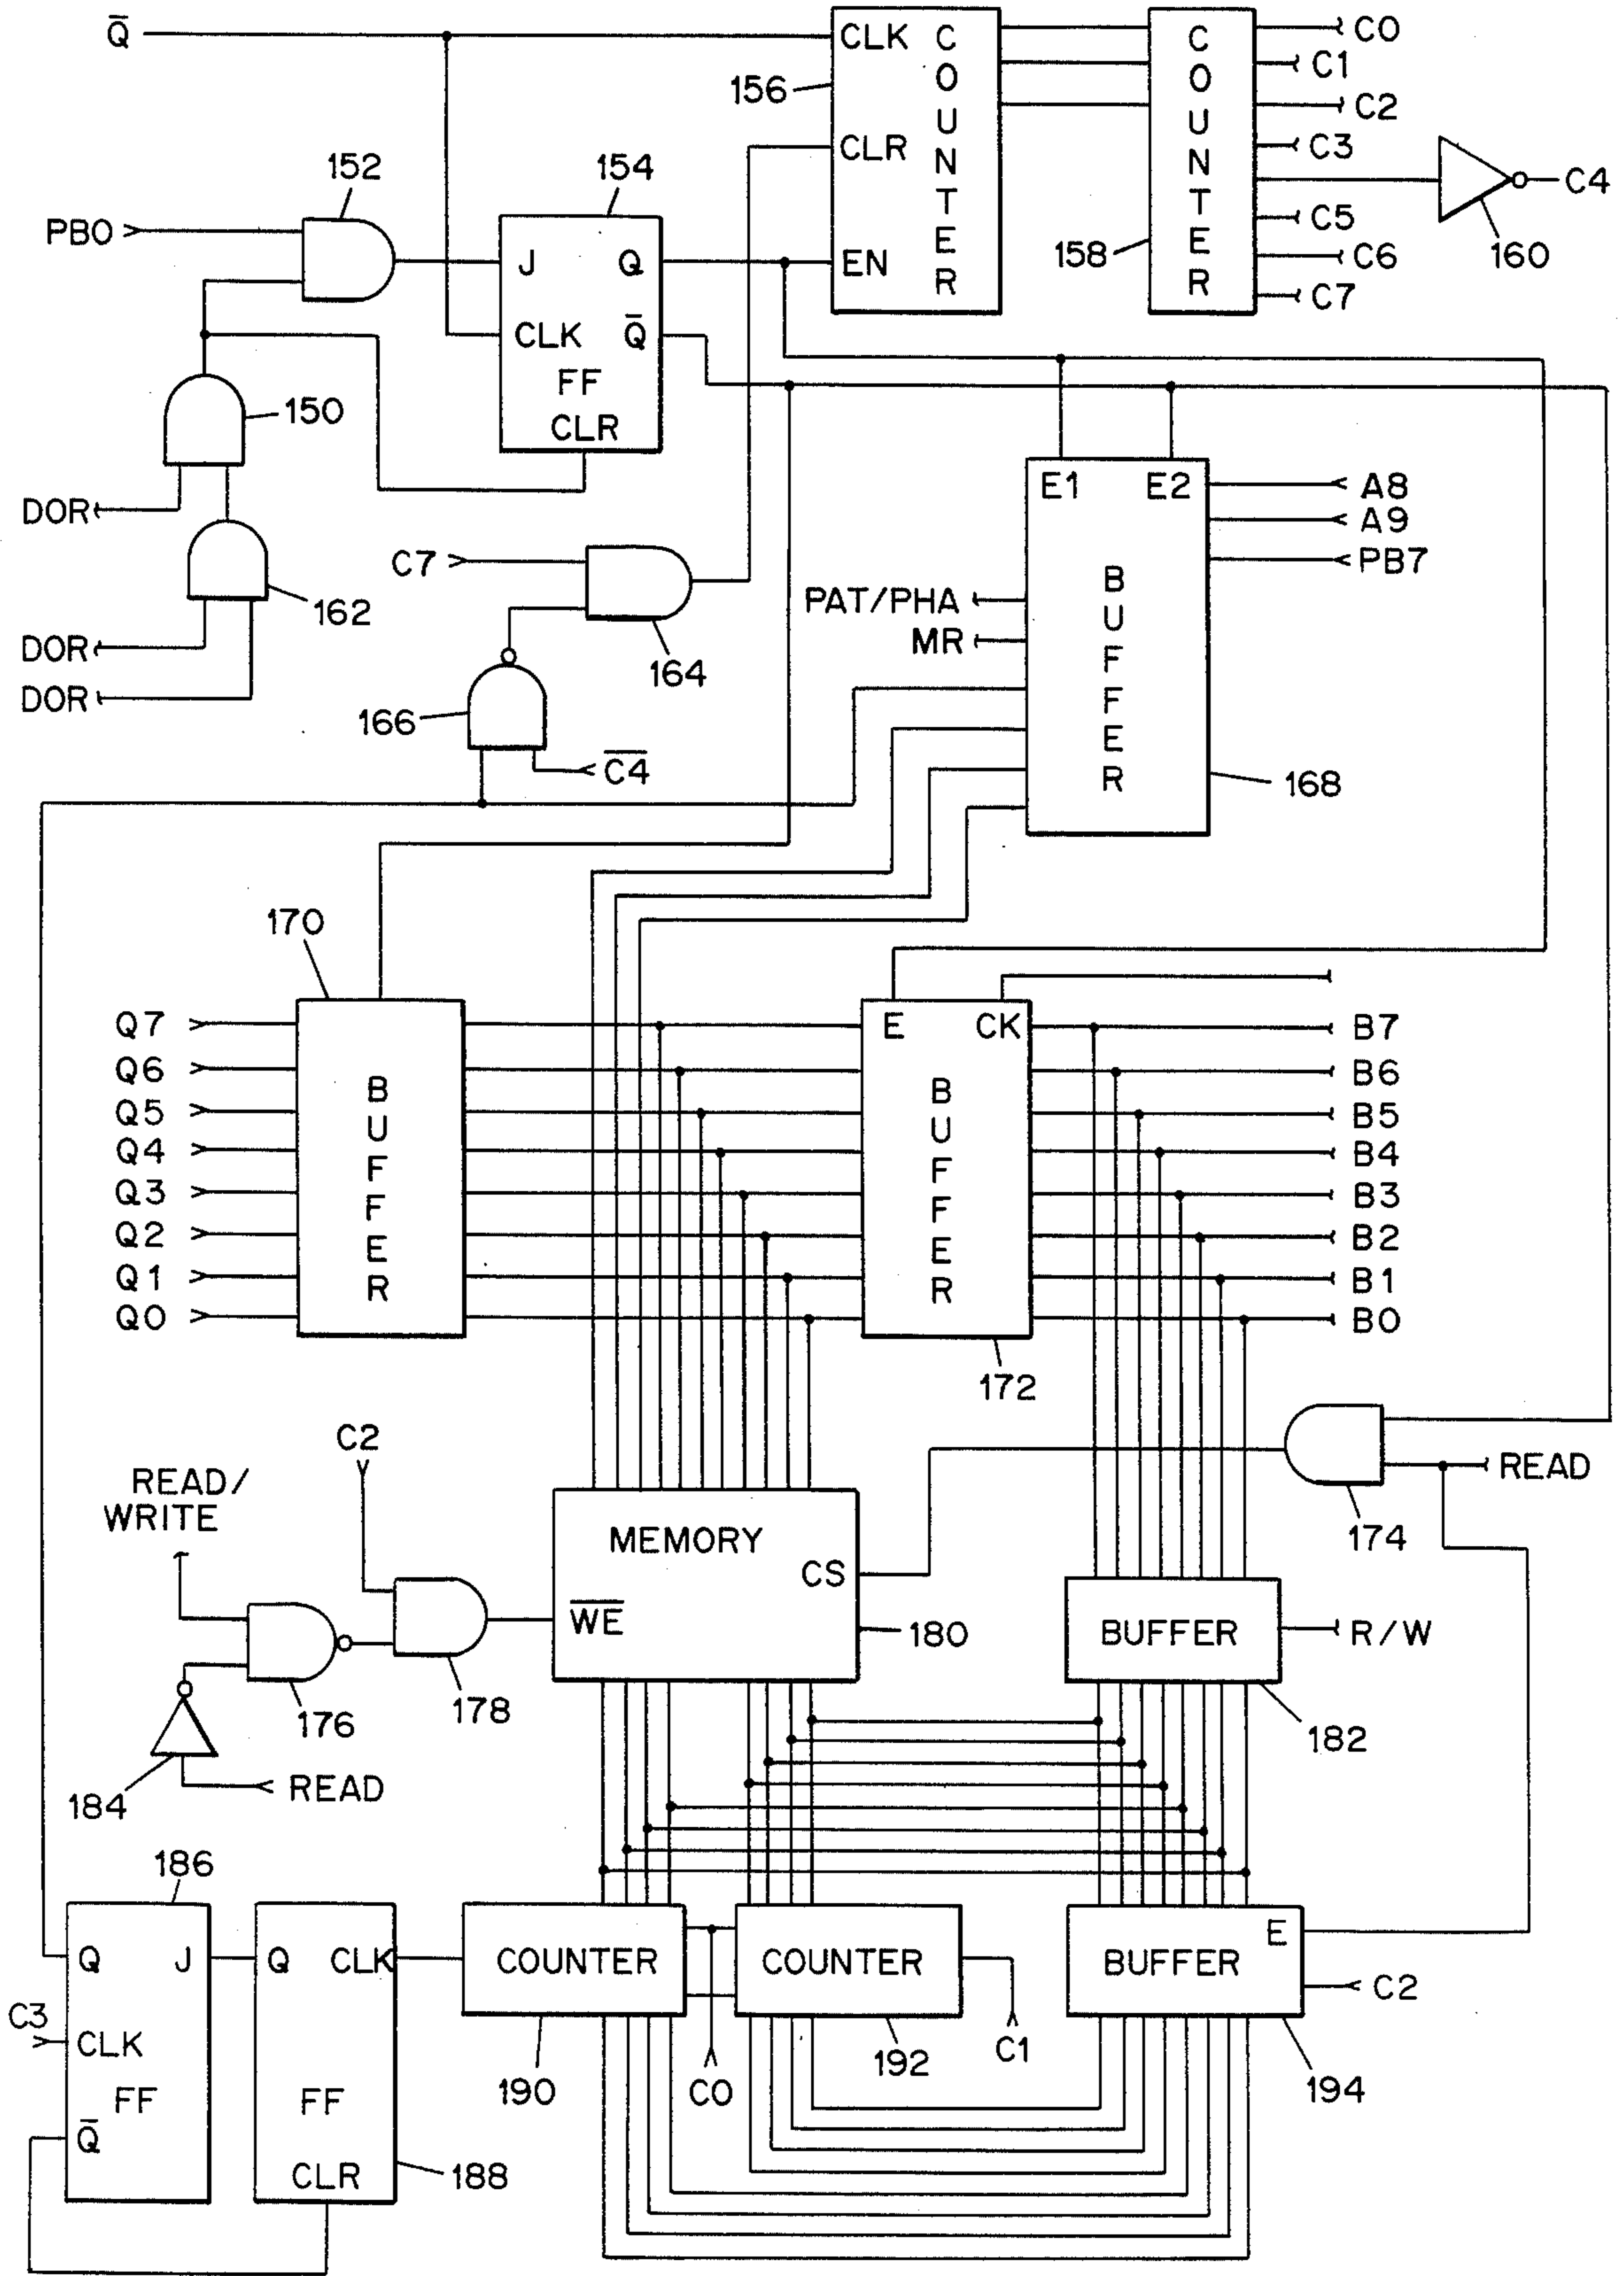 Q̅
CLK
COUNTER
156
CLR
EN
COUNTER
158
C0
C1
C2
C3
C4
C5
C6
C7
160
152
PB0
154
J Q
CLK Q̅
FF
CLR
150
DOR
162
DOR
DOR
C7
164
166
C̅4̅
E1 E2
BUFFER
A8
A9
PB7
PAT/PHA
MR
168
170
BUFFER
Q7
Q6
Q5
Q4
Q3
Q2
Q1
Q0
E CK
BUFFER
172
B7
B6
B5
B4
B3
B2
B1
B0
READ
174
C2
READ/
WRITE
176
178
184
READ
MEMORY
CS
W̅E̅
180
BUFFER
R/W
182
186
Q J
C3
CLK
FF
Q̅
Q CLK
FF
CLR
188
COUNTER
190
C0
COUNTER
192
C1
BUFFER
E
C2
194